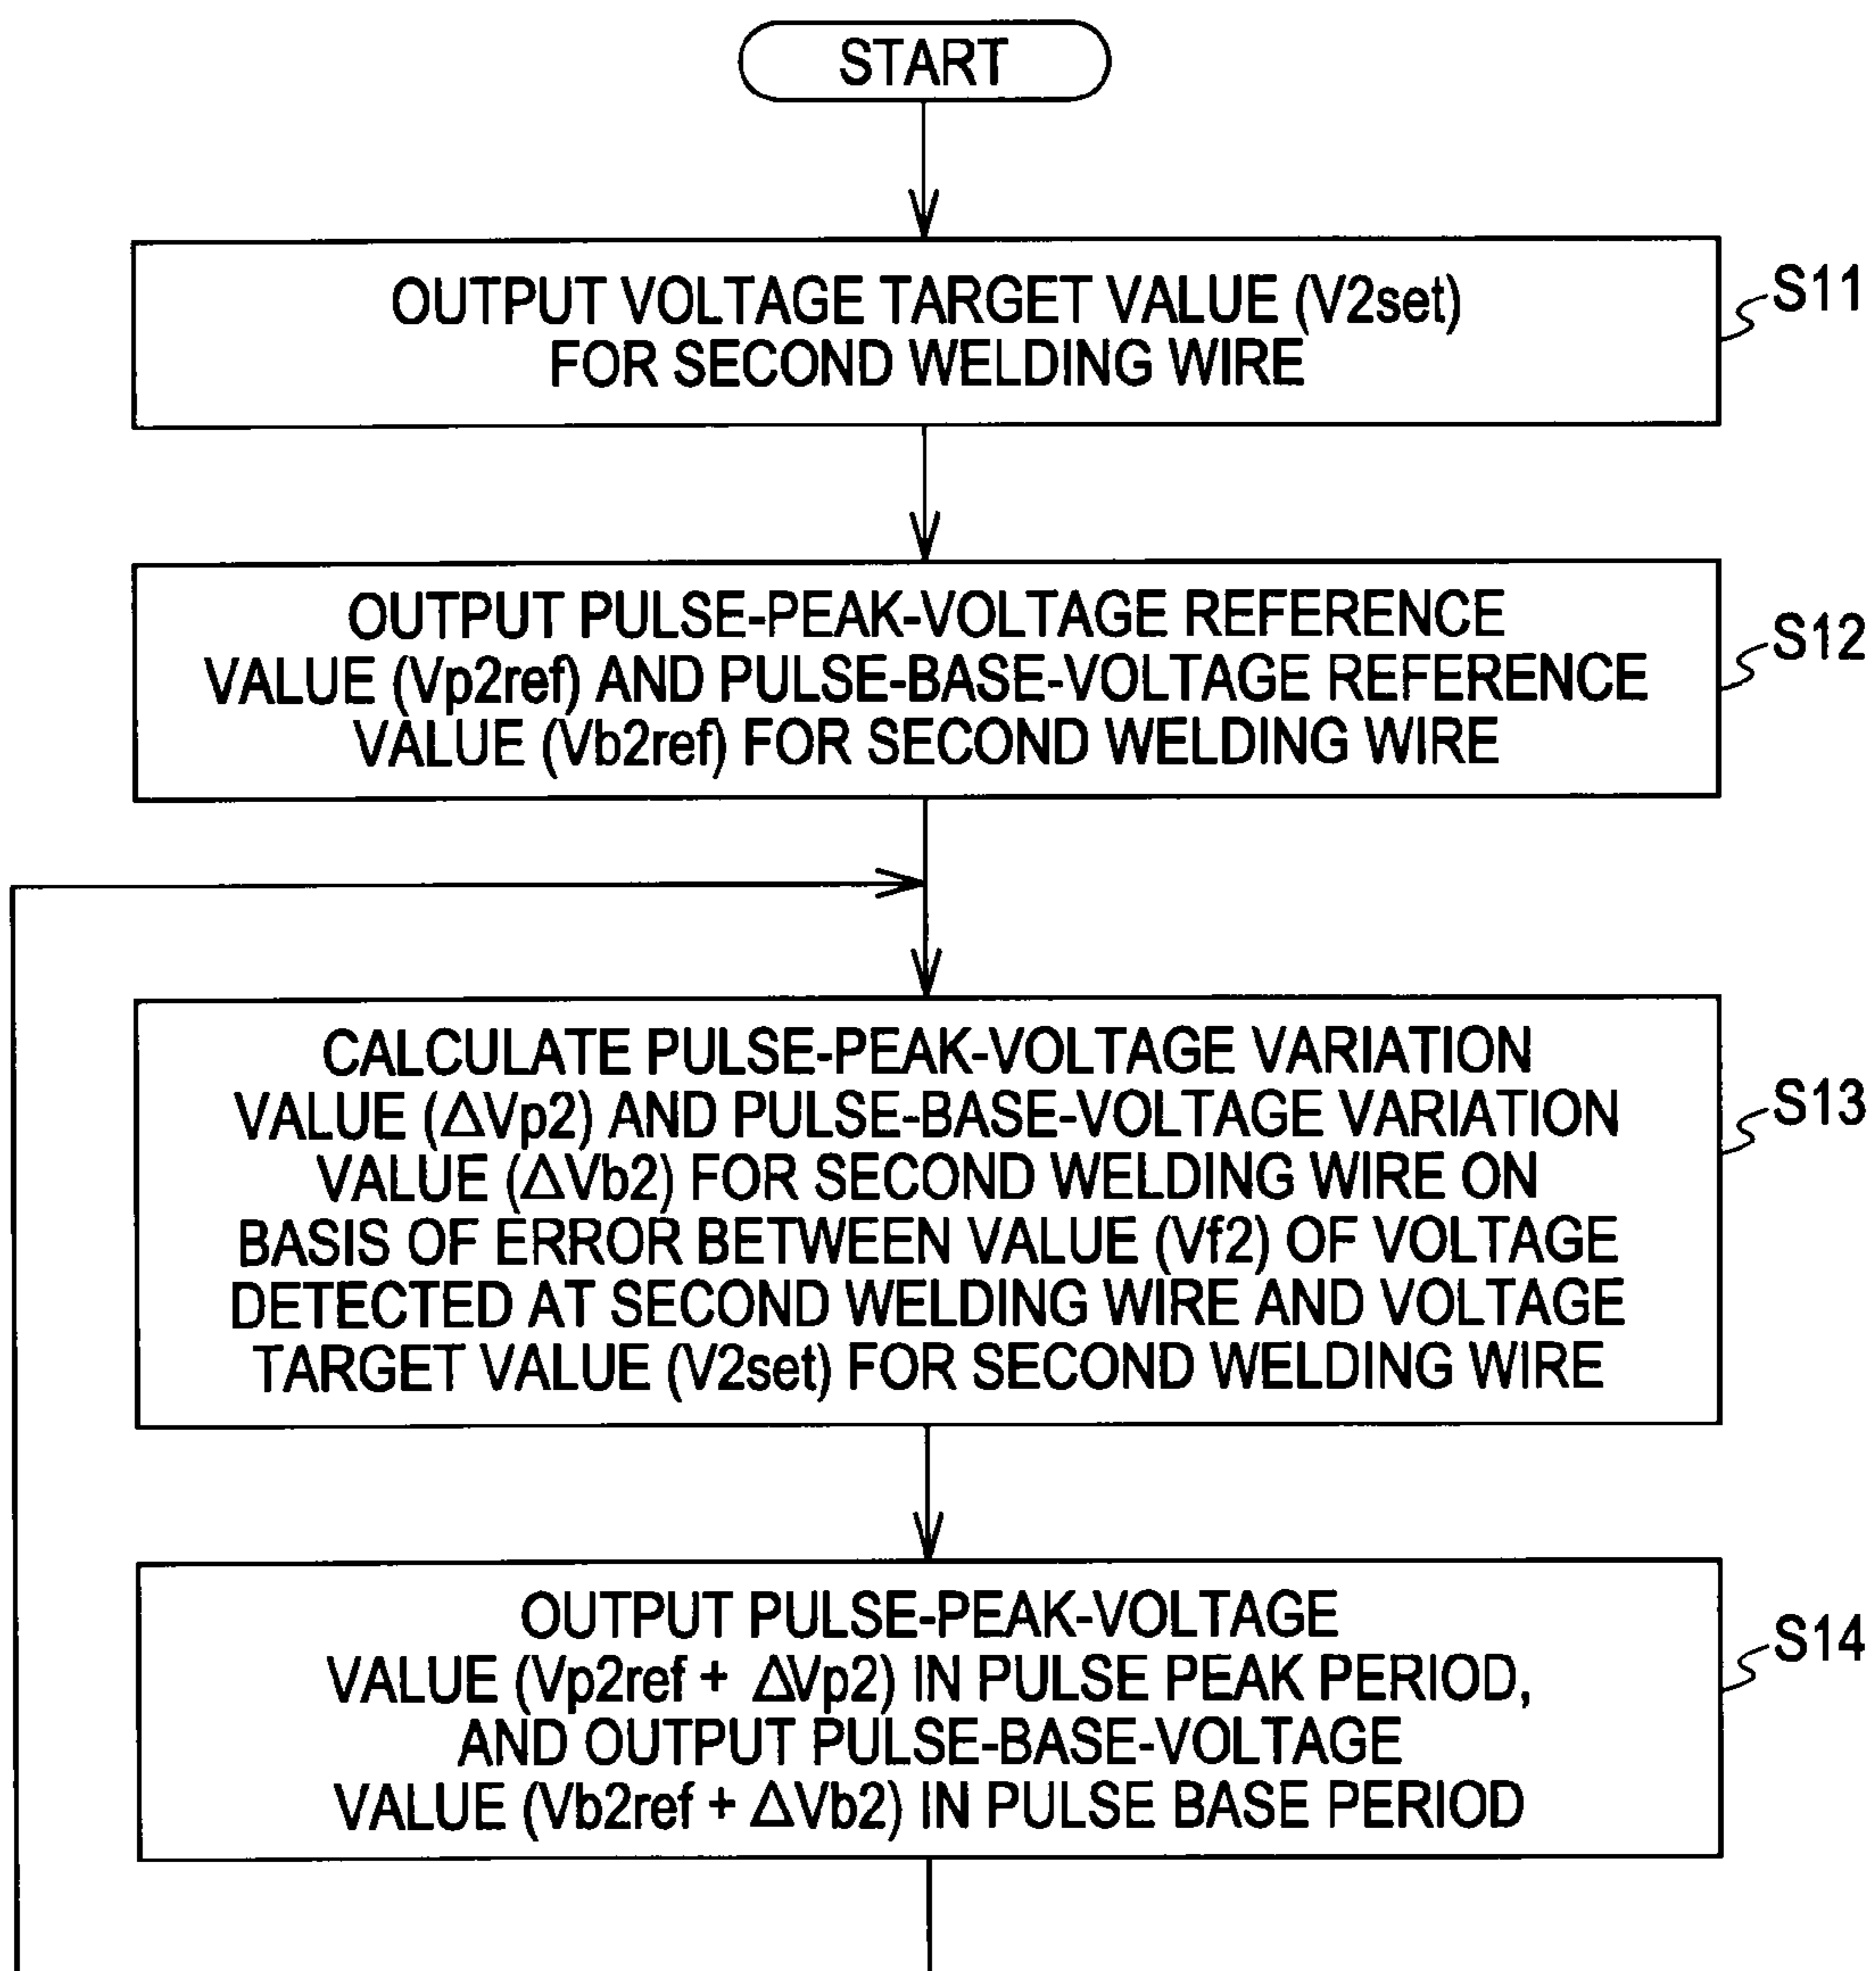 START
OUTPUT VOLTAGE TARGET VALUE (V2set)
FOR SECOND WELDING WIRE
S11
OUTPUT PULSE-PEAK-VOLTAGE REFERENCE
VALUE (Vp2ref) AND PULSE-BASE-VOLTAGE REFERENCE
VALUE (Vb2ref) FOR SECOND WELDING WIRE
S12
CALCULATE PULSE-PEAK-VOLTAGE VARIATION
VALUE (ΔVp2) AND PULSE-BASE-VOLTAGE VARIATION
VALUE (ΔVb2) FOR SECOND WELDING WIRE ON
BASIS OF ERROR BETWEEN VALUE (Vf2) OF VOLTAGE
DETECTED AT SECOND WELDING WIRE AND VOLTAGE
TARGET VALUE (V2set) FOR SECOND WELDING WIRE
S13
OUTPUT PULSE-PEAK-VOLTAGE
VALUE (Vp2ref + ΔVp2) IN PULSE PEAK PERIOD,
AND OUTPUT PULSE-BASE-VOLTAGE
VALUE (Vb2ref + ΔVb2) IN PULSE BASE PERIOD
S14